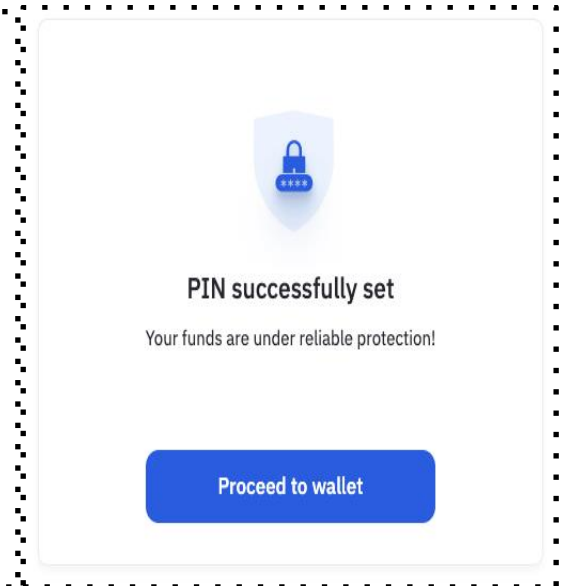 ****
PIN successfully set
Your funds are under reliable protection!
Proceed to wallet